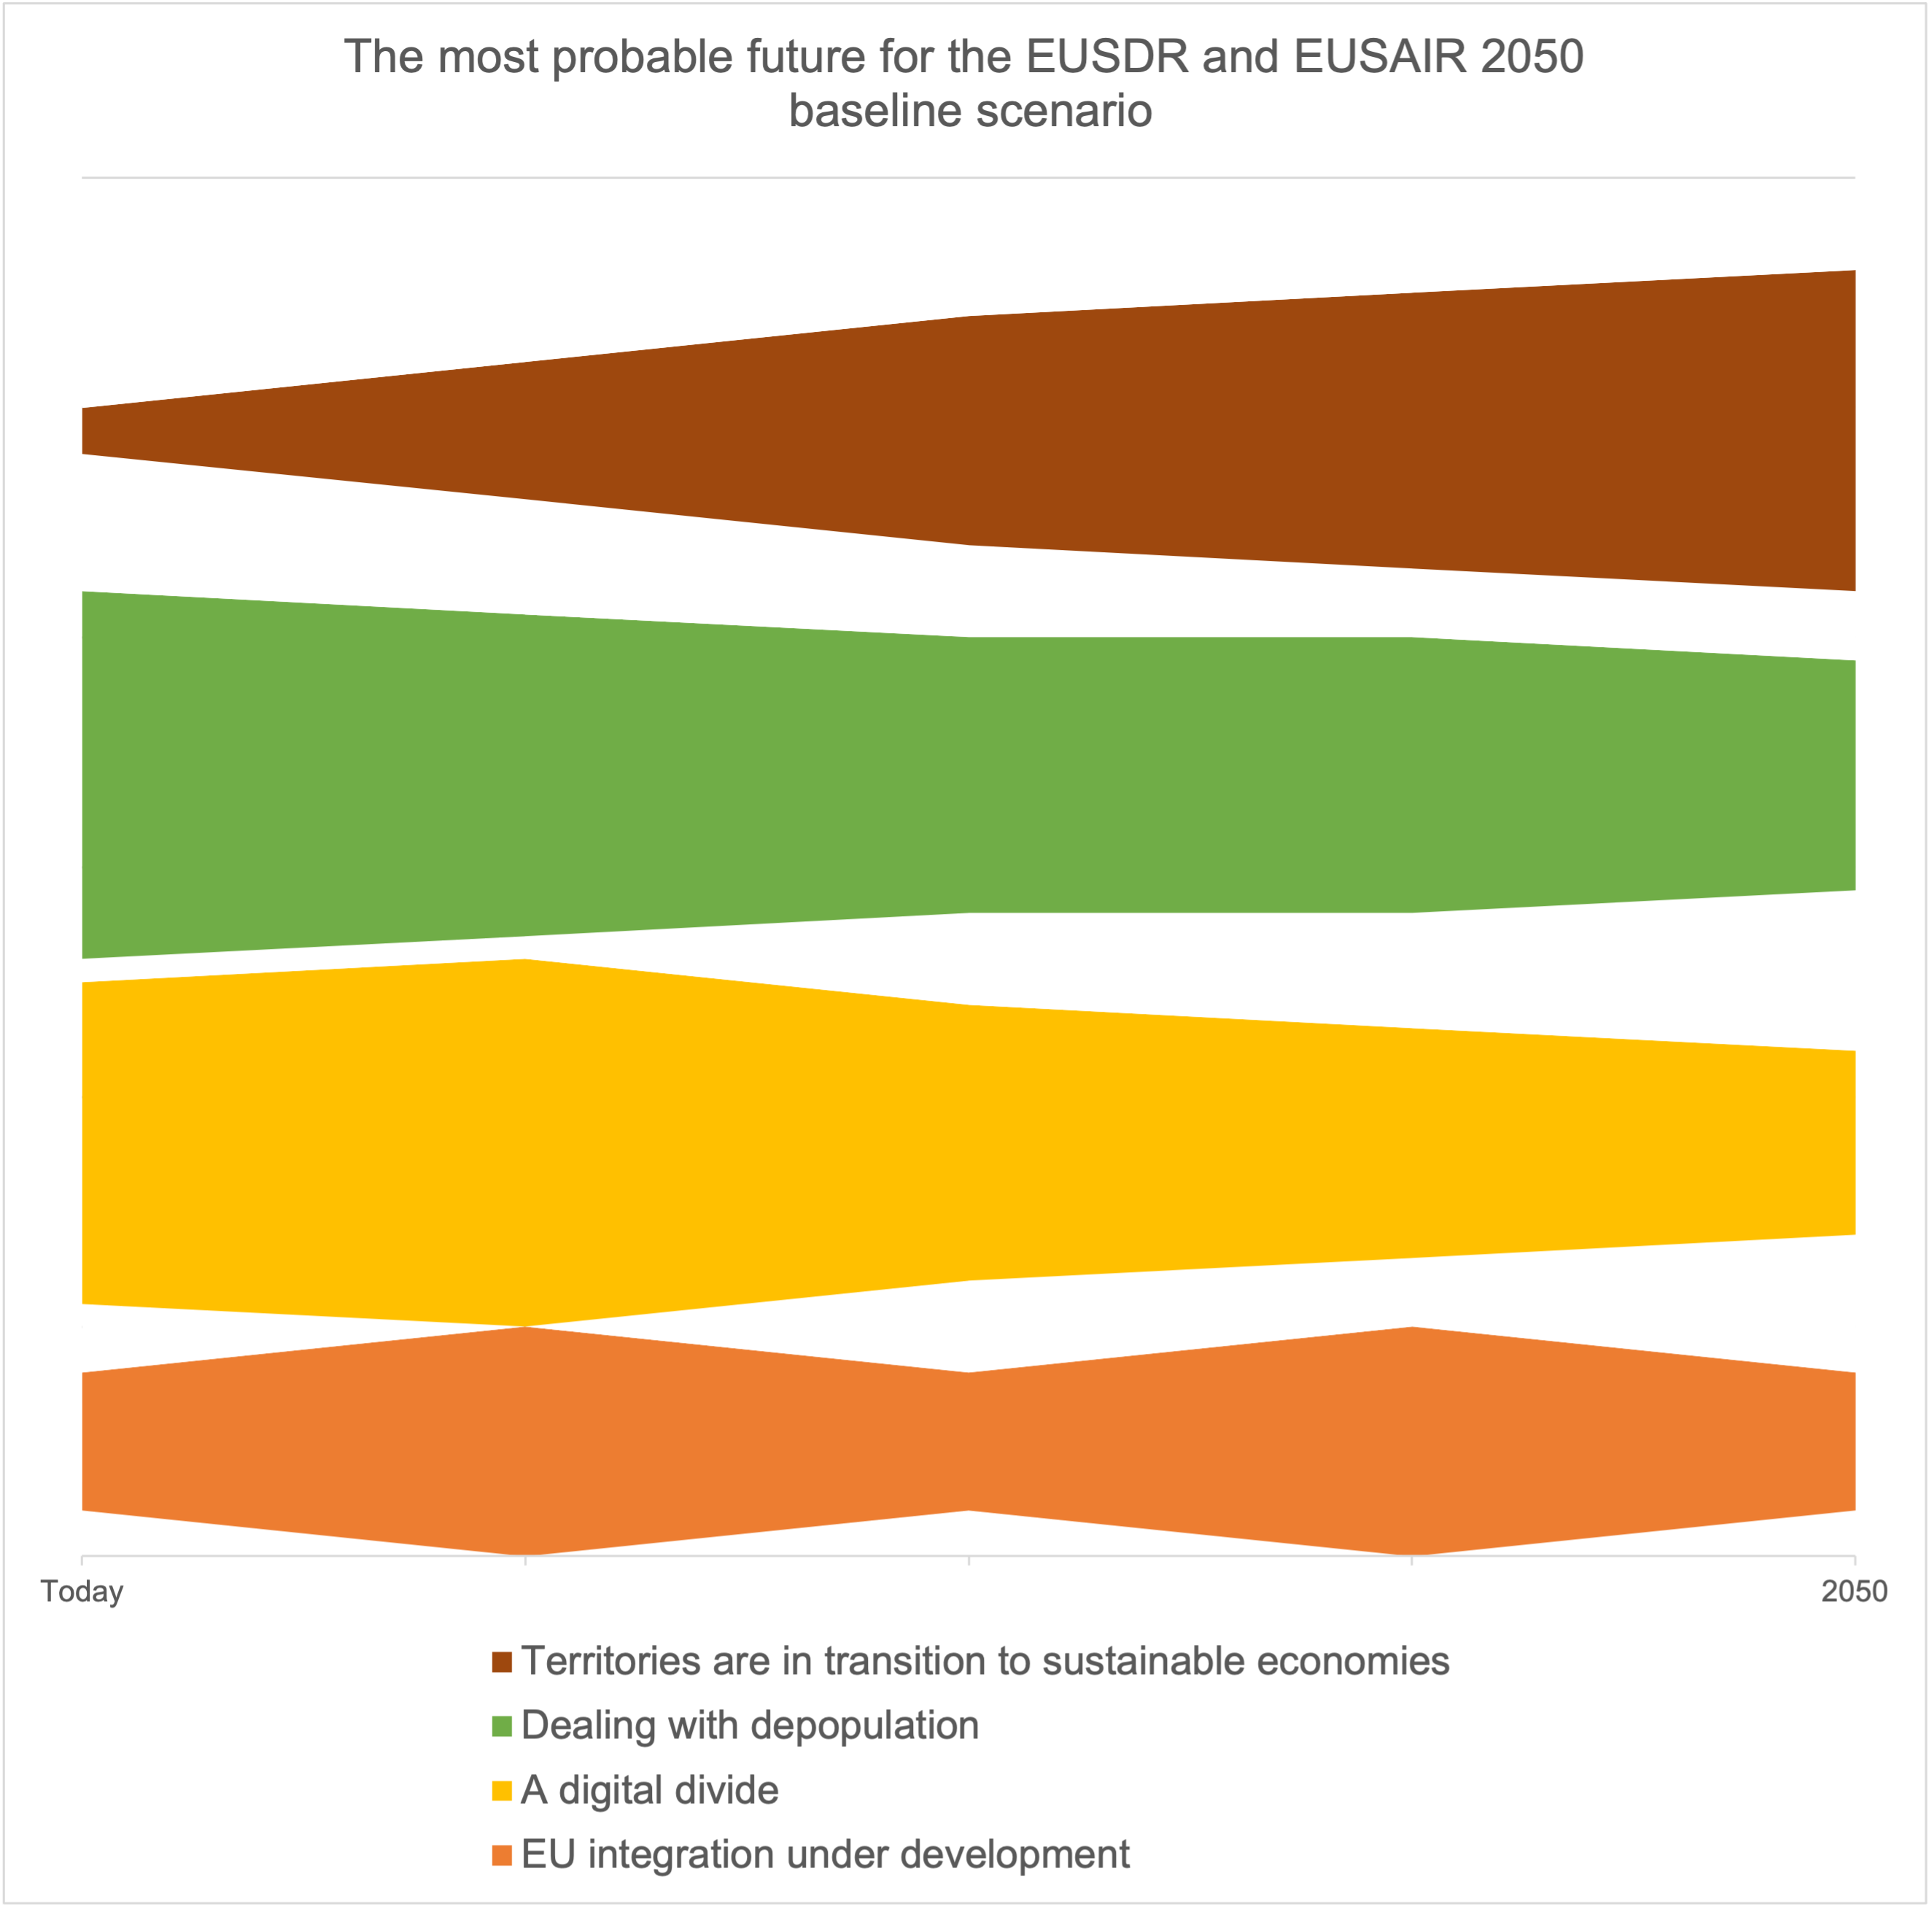 The most probable future for the EUSDR and EUSAIR 2050
baseline scenario
Today
2050
Territories are in transition to sustainable economies
Dealing with depopulation
A digital divide
EU integration under development